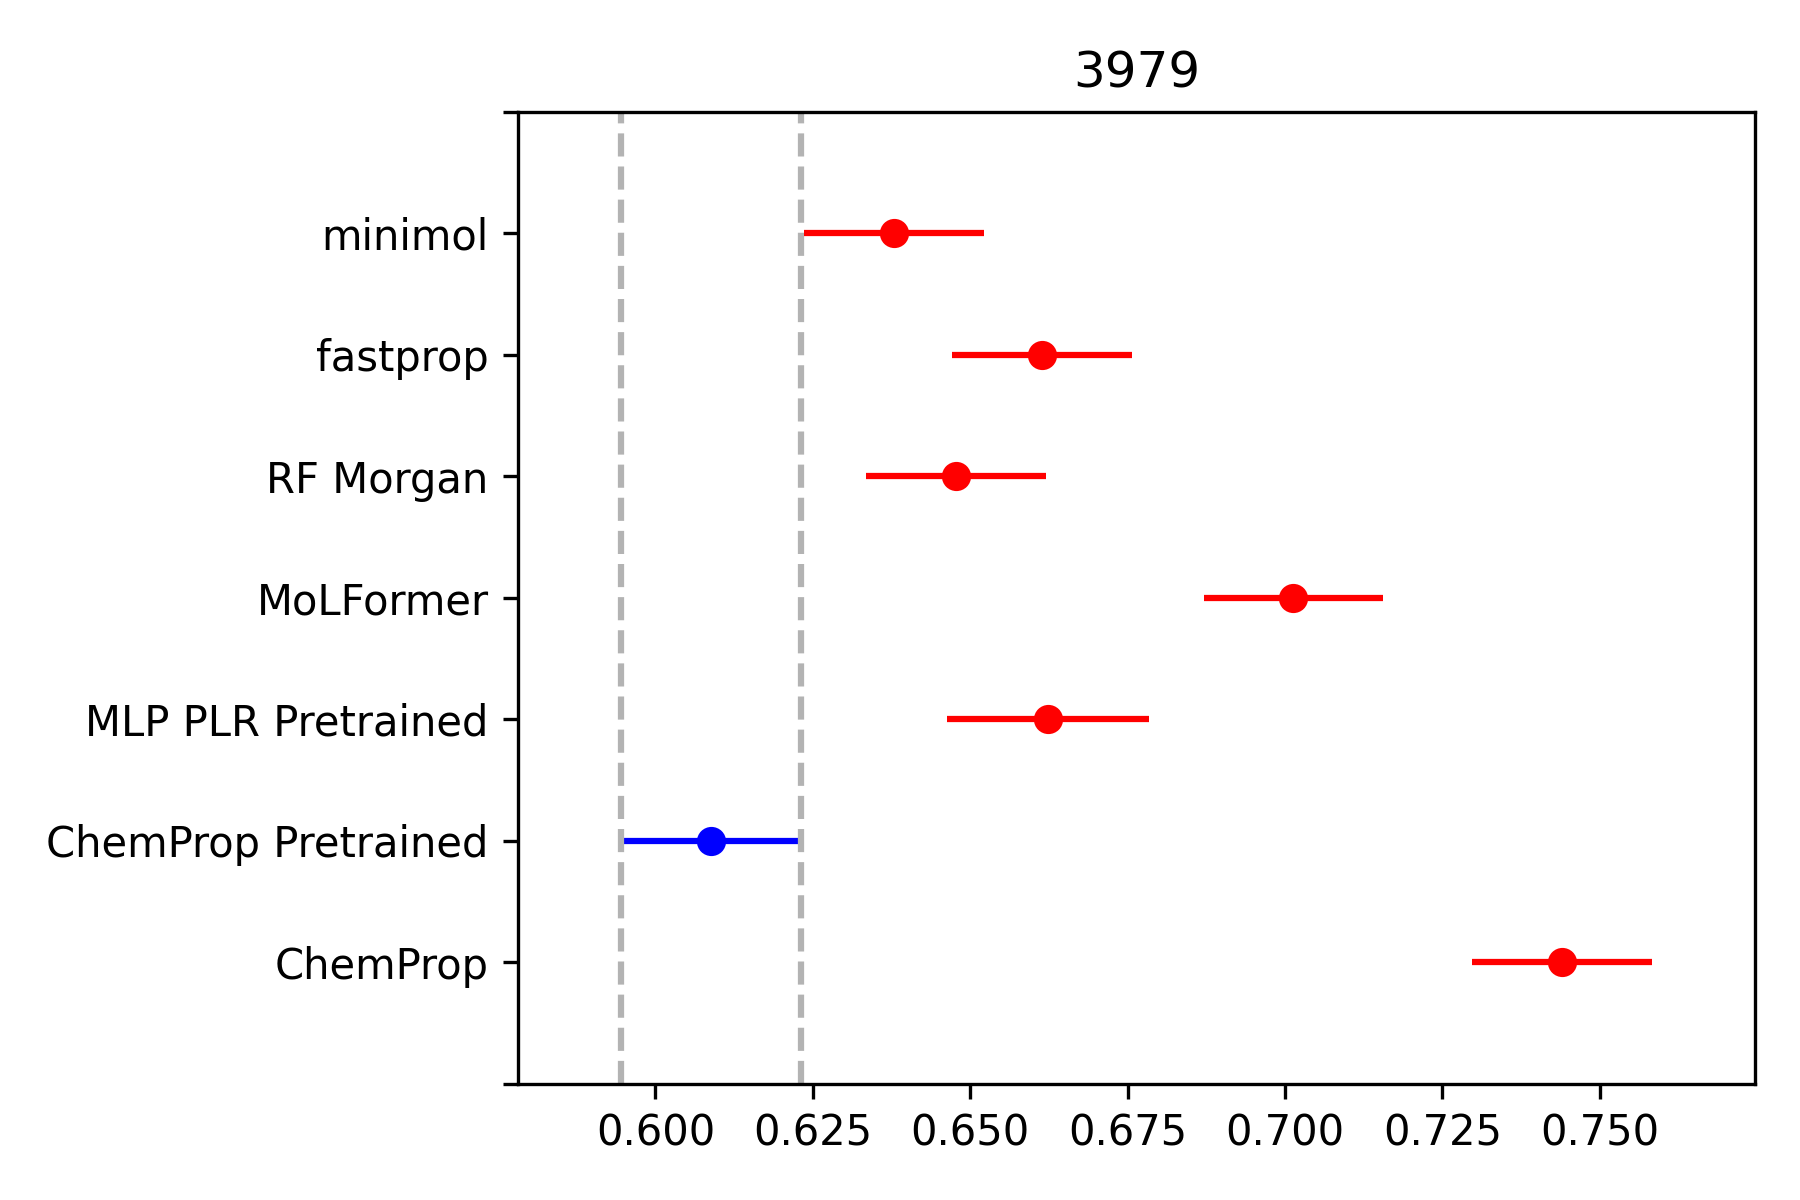 3979
minimol
fastprop
RF Morgan
MoLFormer
MLP PLR Pretrained
ChemProp Pretrained
ChemProp
0.600 0.625 0.650 0.675 0.700 0.725 0.750